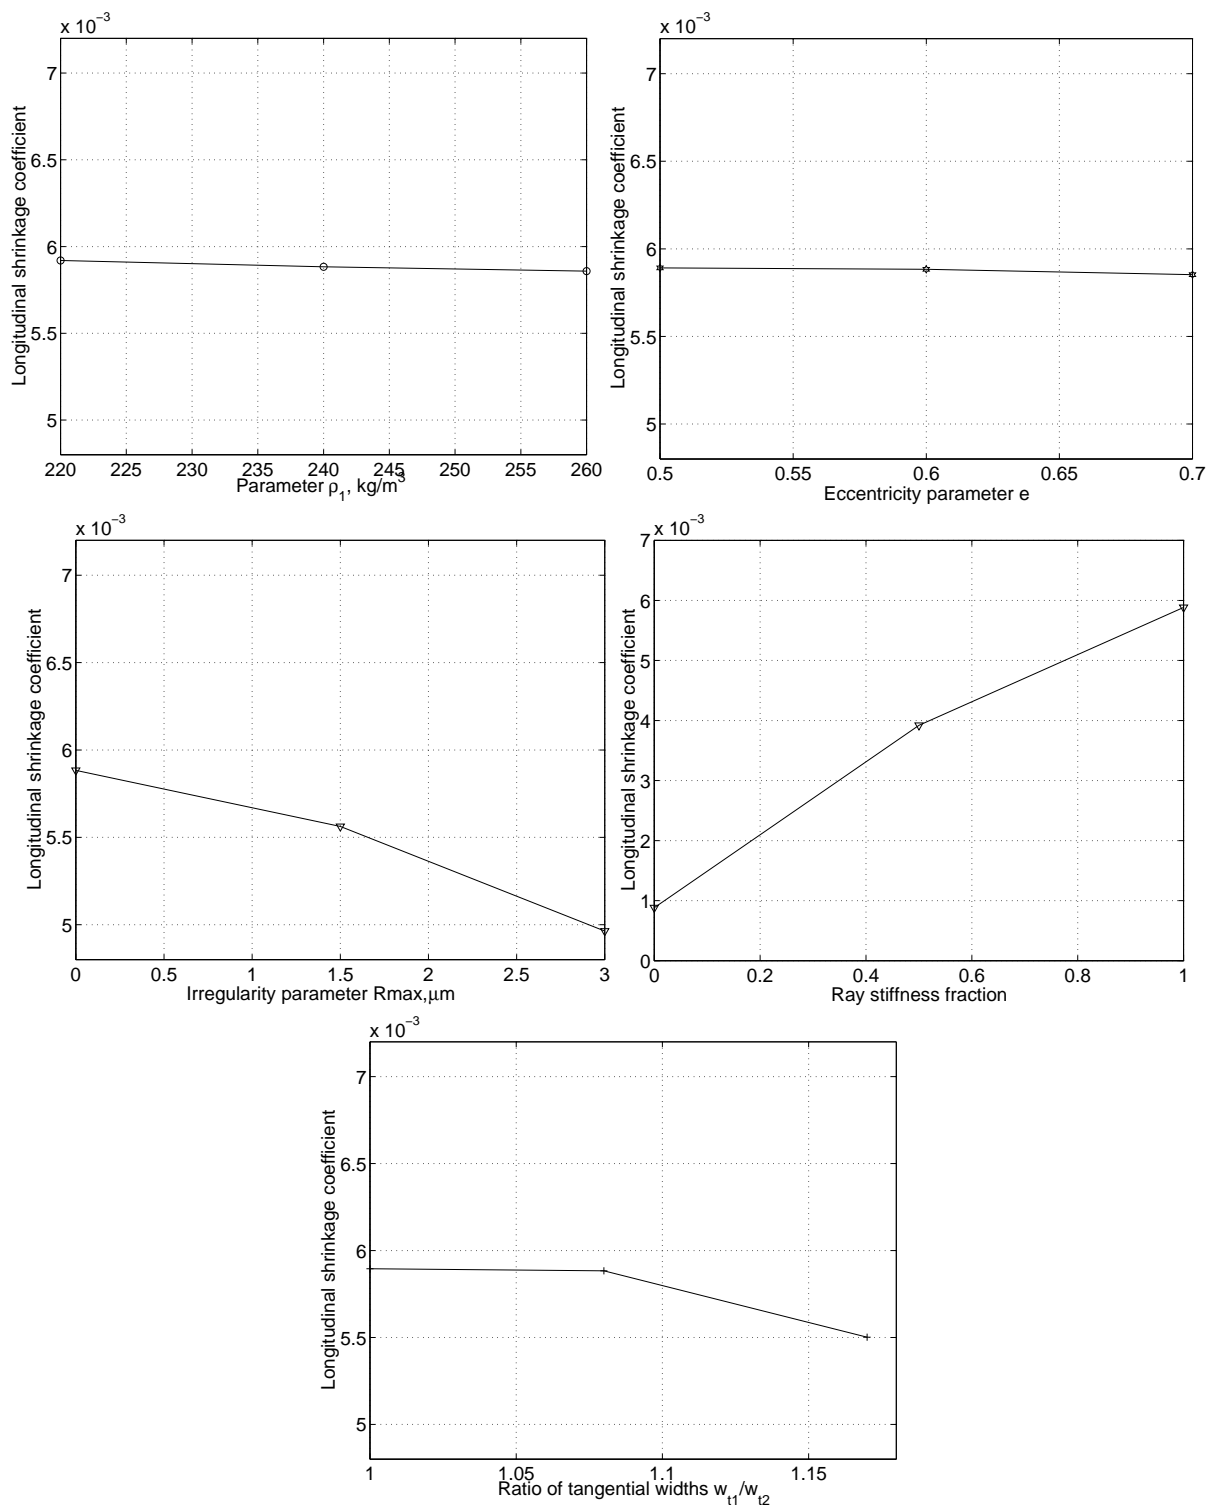 x 10⁻³
7
6.5
6
5.5
5
Longitudinal shrinkage coefficient
220 225 230 235 240 245 250 255 260
Parameter ρ₁, kg/m³
x 10⁻³
7
6.5
6
5.5
5
Longitudinal shrinkage coefficient
0.5 0.55 0.6 0.65 0.7
Eccentricity parameter e
x 10⁻³
7
6.5
6
5.5
5
Longitudinal shrinkage coefficient
0 0.5 1 1.5 2 2.5 3
Irregularity parameter Rmax,μm
x 10⁻³
7
6
5
4
3
2
1
0
Longitudinal shrinkage coefficient
0 0.2 0.4 0.6 0.8 1
Ray stiffness fraction
x 10⁻³
7
6.5
6
5.5
5
Longitudinal shrinkage coefficient
1 1.05 1.1 1.15
Ratio of tangential widths w_t1/w_t2